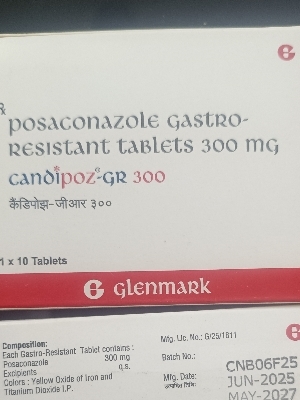 Rx
POSACONAZOLE GASTRO-
RESISTANT TABLETS 300 MG
CANDIPOZ-GR 300
कैंडिपोझ-जीआर ३००
1 x 10 Tablets
G GLENMARK
Composition:
Each Gastro-Resistant Tablet contains :
Posaconazole 300 mg
Excipients q.s.
Colors : Yellow Oxide of Iron and
Titanium Dioxide I.P.
Mfg. Lic. No.: G/25/1811
Batch No.: CNB06F25
Mfg. Date: JUN-2025
MAY-2027